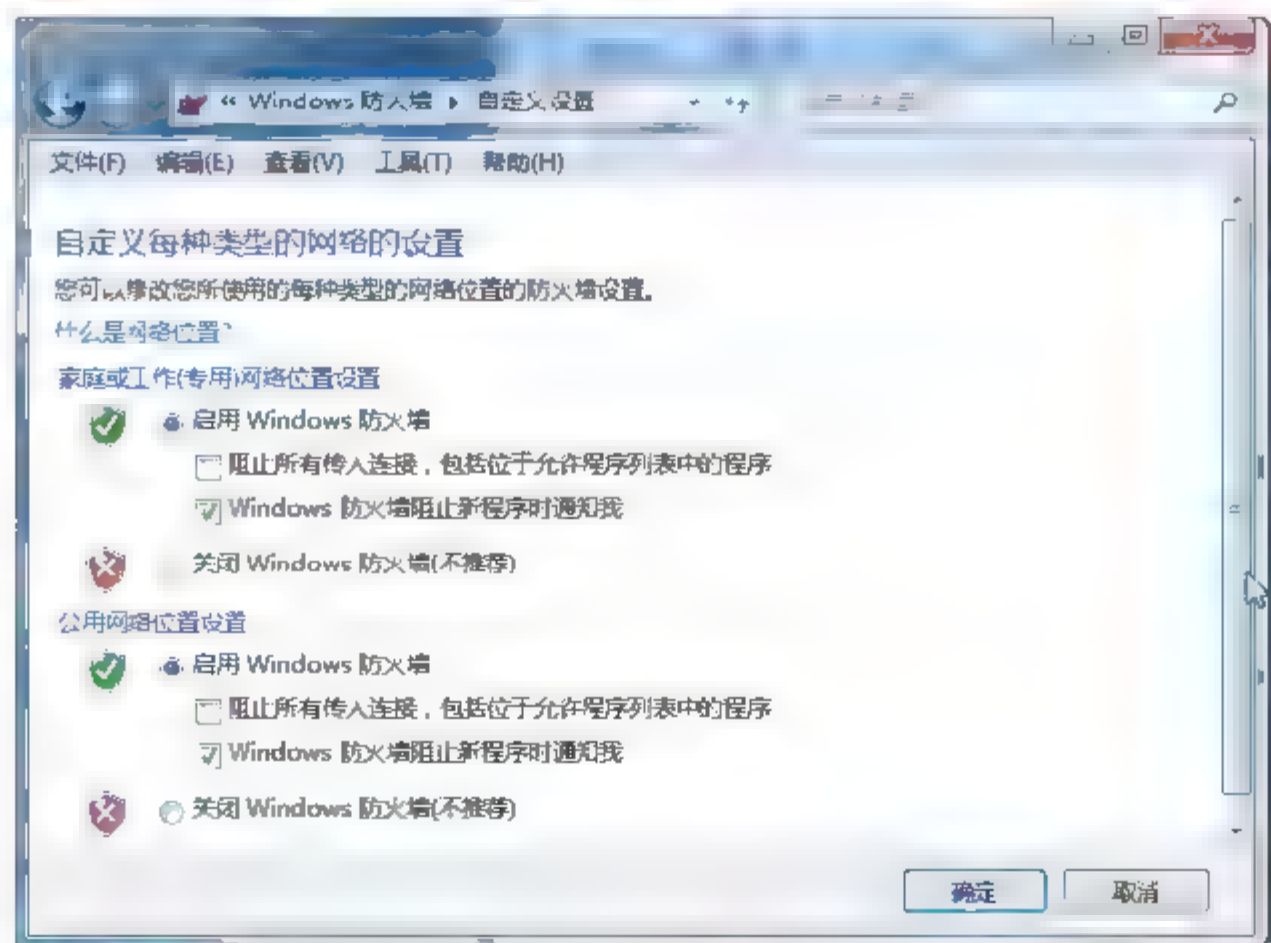 « Windows 防火墙 ▸ 自定义设置
文件(F) 编辑(E) 查看(V) 工具(T) 帮助(H)
自定义每种类型的网络的设置
您可以修改您所使用的每种类型的网络位置的防火墙设置。
什么是网络位置?
家庭或工作(专用)网络位置设置
启用 Windows 防火墙
阻止所有传入连接，包括位于允许程序列表中的程序
Windows 防火墙阻止新程序时通知我
关闭 Windows 防火墙(不推荐)
公用网络位置设置
启用 Windows 防火墙
阻止所有传入连接，包括位于允许程序列表中的程序
Windows 防火墙阻止新程序时通知我
关闭 Windows 防火墙(不推荐)
确定 取消